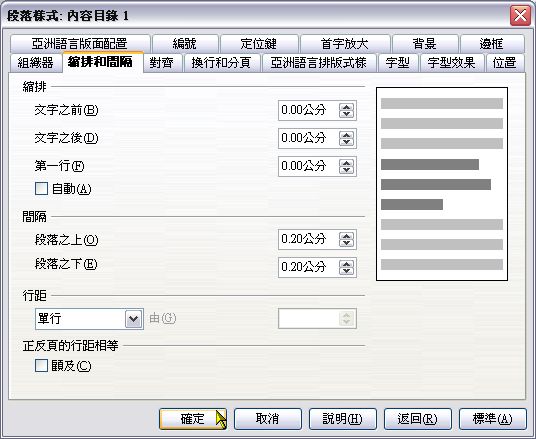 段落樣式: 內容目錄 1
亞洲語言版面配置 編號 定位鍵 首字放大 背景 邊框
組織器 縮排和間隔 對齊 換行和分頁 亞洲語言排版式樣 字型 字型效果 位置
縮排
文字之前(B) 0.00公分
文字之後(D) 0.00公分
第一行(F) 0.00公分
自動(A)
間隔
段落之上(O) 0.20公分
段落之下(E) 0.20公分
行距
單行 由(G)
正反頁的行距相等
顧及(C)
確定 取消 說明(H) 返回(R) 標準(A)